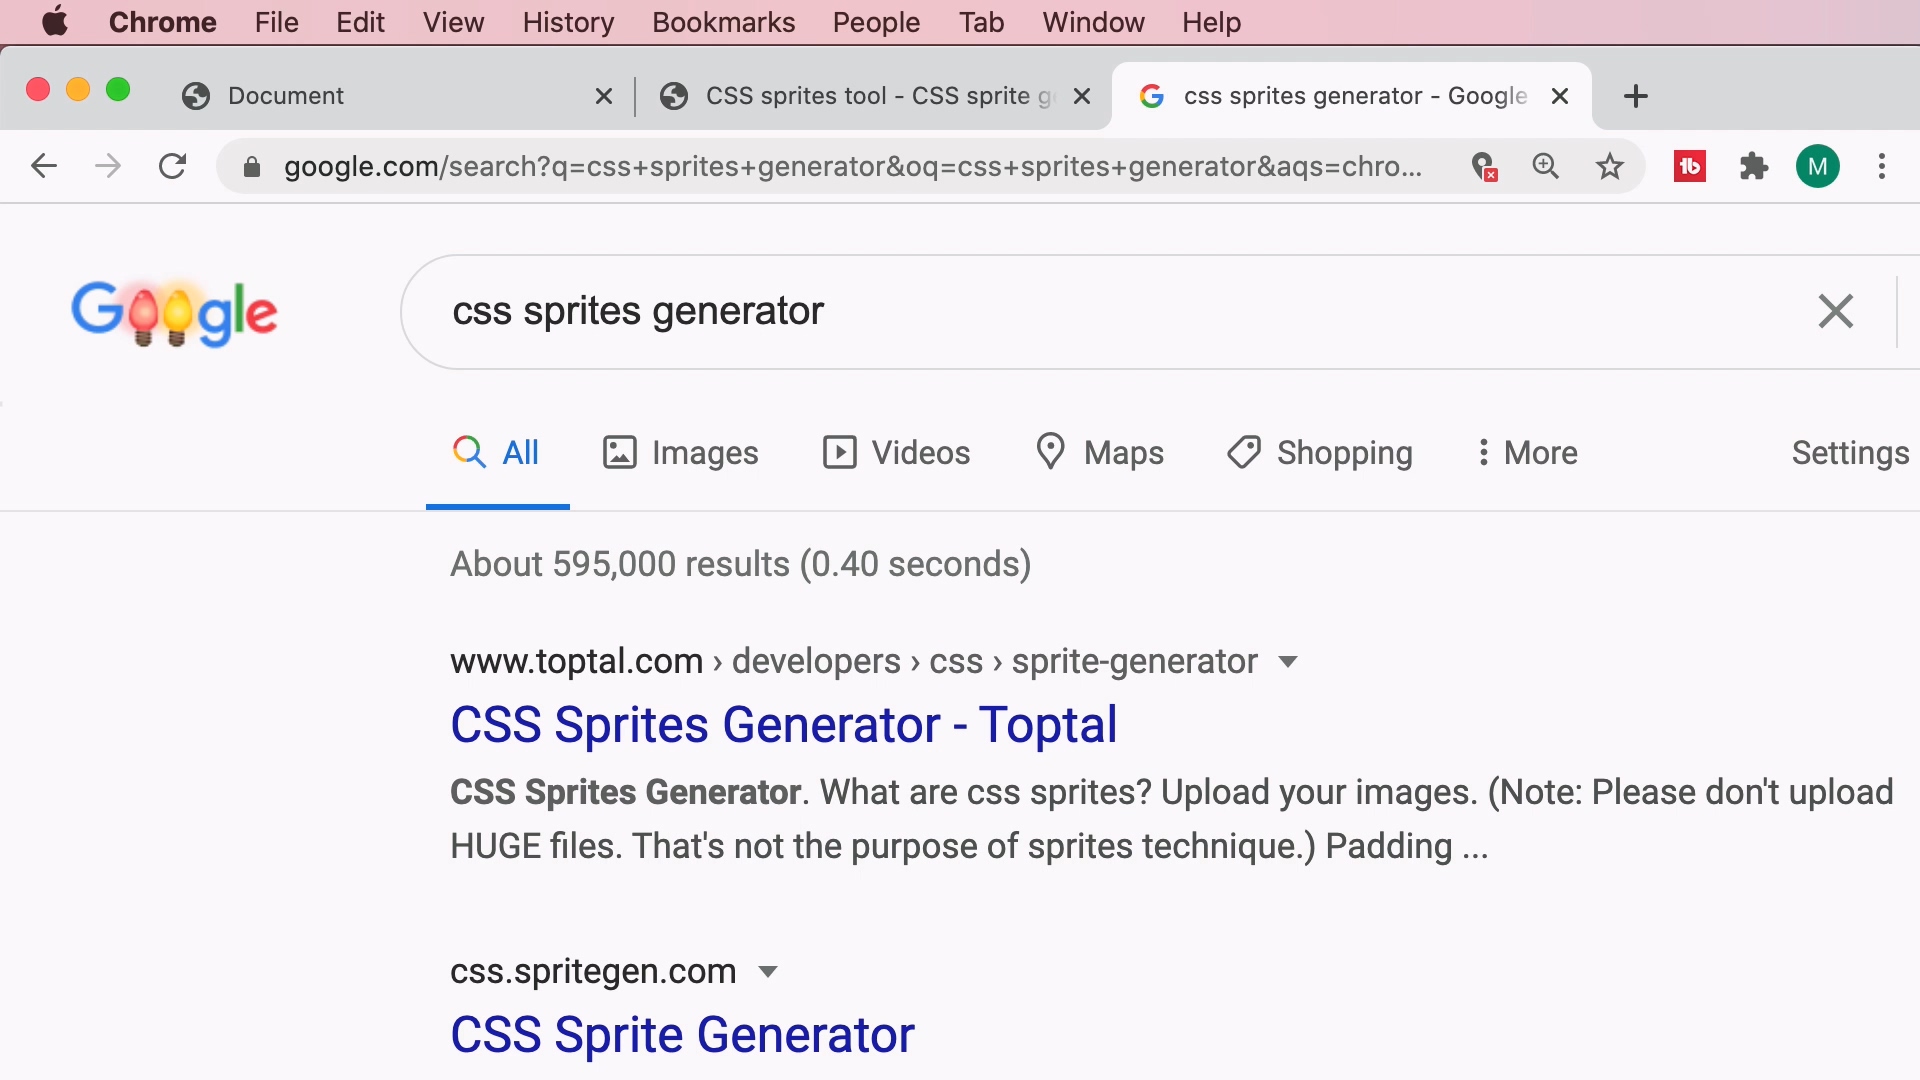 Chrome File Edit View History Bookmarks People Tab Window Help
Document CSS sprites tool - CSS sprite g css sprites generator - Google
google.com/search?q=css+sprites+generator&oq=css+sprites+generator&aqs=chro... M
Google css sprites generator
All Images Videos Maps Shopping More Settings
About 595,000 results (0.40 seconds)
www.toptal.com › developers › css › sprite-generator
CSS Sprites Generator - Toptal
CSS Sprites Generator. What are css sprites? Upload your images. (Note: Please don't upload
HUGE files. That's not the purpose of sprites technique.) Padding ...
css.spritegen.com
CSS Sprite Generator